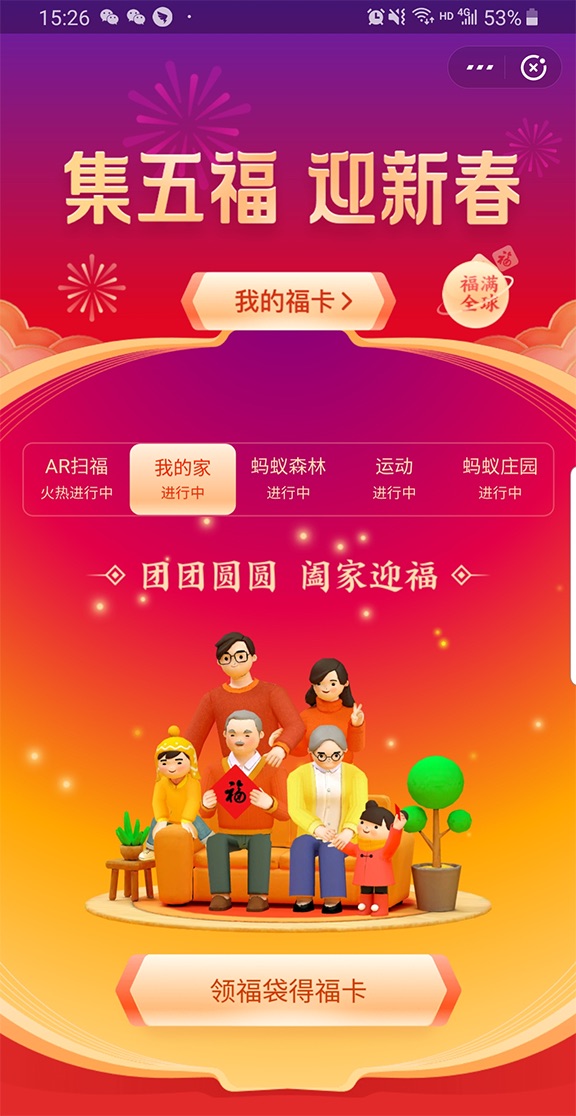 15:26 HD 4G 53%
集五福 迎新春
我的福卡
福
福满
全球
AR扫福 我的家 蚂蚁森林 运动 蚂蚁庄园
火热进行中 进行中 进行中 进行中 进行中
团团圆圆 阖家迎福
福
领福袋得福卡